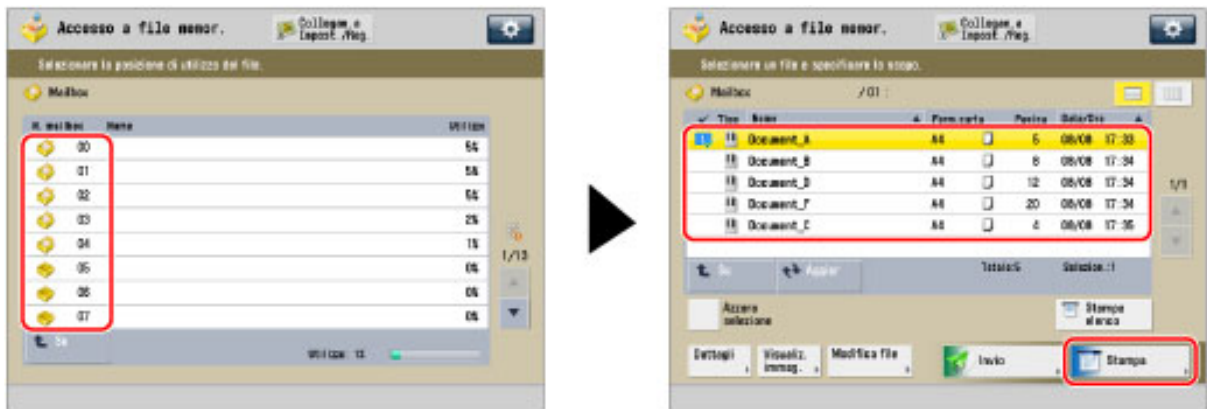 Accesso a file memor.
Collegam. e
Impost. /Reg.
Selezionare la posizione di utilizzo del file.
Mailbox
N. mailbox Nome Utilizzo
00 5%
01 5%
02 5%
03 2%
04 1%
05 0%
06 0%
07 0%
1/13
Su
Utilizzo: 1%
Accesso a file memor.
Collegam. e
Impost. /Reg.
Selezionare un file e specificare lo scopo.
Mailbox /01 :
Tipo Nome Form.carta Pagina Data/Ora
1 Document_A A4 5 08/08 17:33
Document_B A4 8 08/08 17:34
Document_D A4 12 08/08 17:34
Document_F A4 20 08/08 17:34
Document_C A4 4 08/08 17:35
1/1
Su Aggior Totale:5 Selezion.:1
Azzera
selezione
Stampa
elenco
Dettagli
Visualiz.
immag.
Modifica file
Invio
Stampa